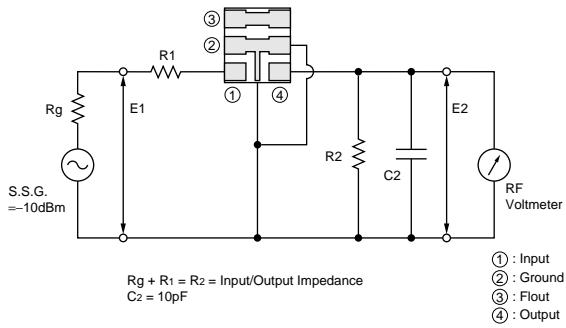 ③
②
R1
①
④
Rg
E1
R2
C2
E2
S.S.G.
=–10dBm
RF
Voltmeter
Rg + R1 = R2 = Input/Output Impedance
C2 = 10pF
① : Input
② : Ground
③ : Flout
④ : Output